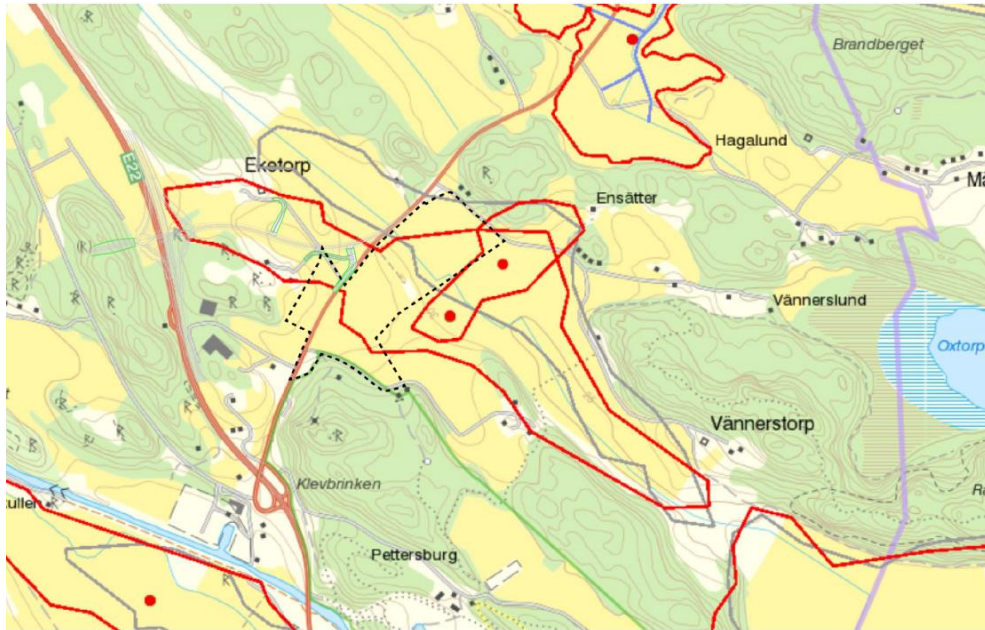 Brandberget
Hagalund
E22
Eketorp
Mä
Ensätter
(K)
Vännerslund
Oxtorp
Vännerstorp
Klevbrinken
Ra
ullen
Pettersburg